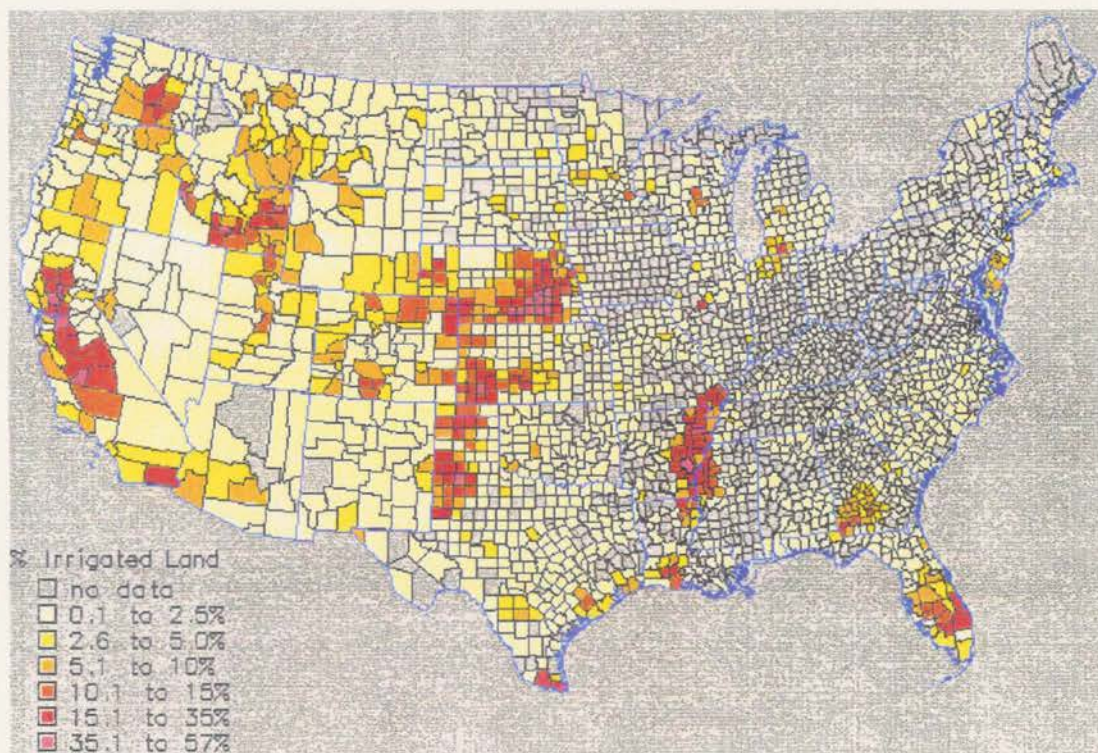 % Irrigated Land
no data
0.1 to 2.5%
2.6 to 5.0%
5.1 to 10%
10.1 to 15%
15.1 to 35%
35.1 to 57%